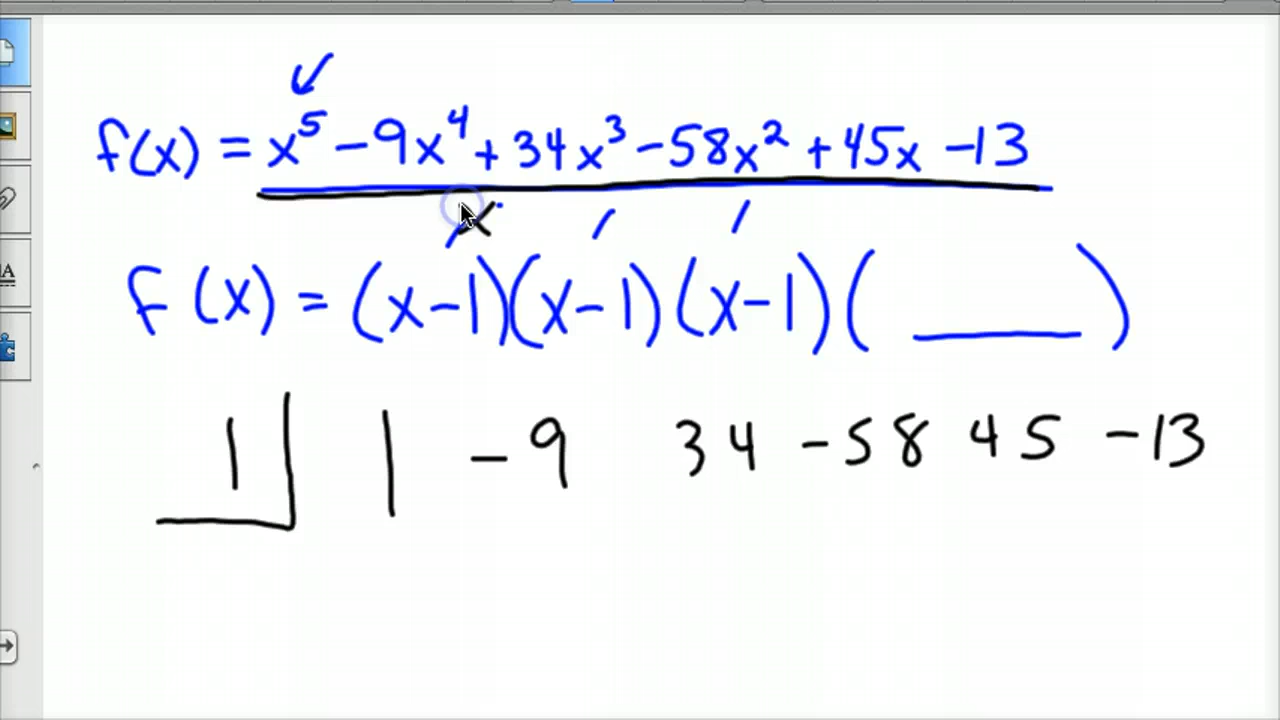 f(x) = x⁵ - 9x⁴ + 34x³ - 58x² + 45x - 13
x
f(x) = (x-1)(x-1)(x-1)(____)
1 1 -9 34 -58 45 -13